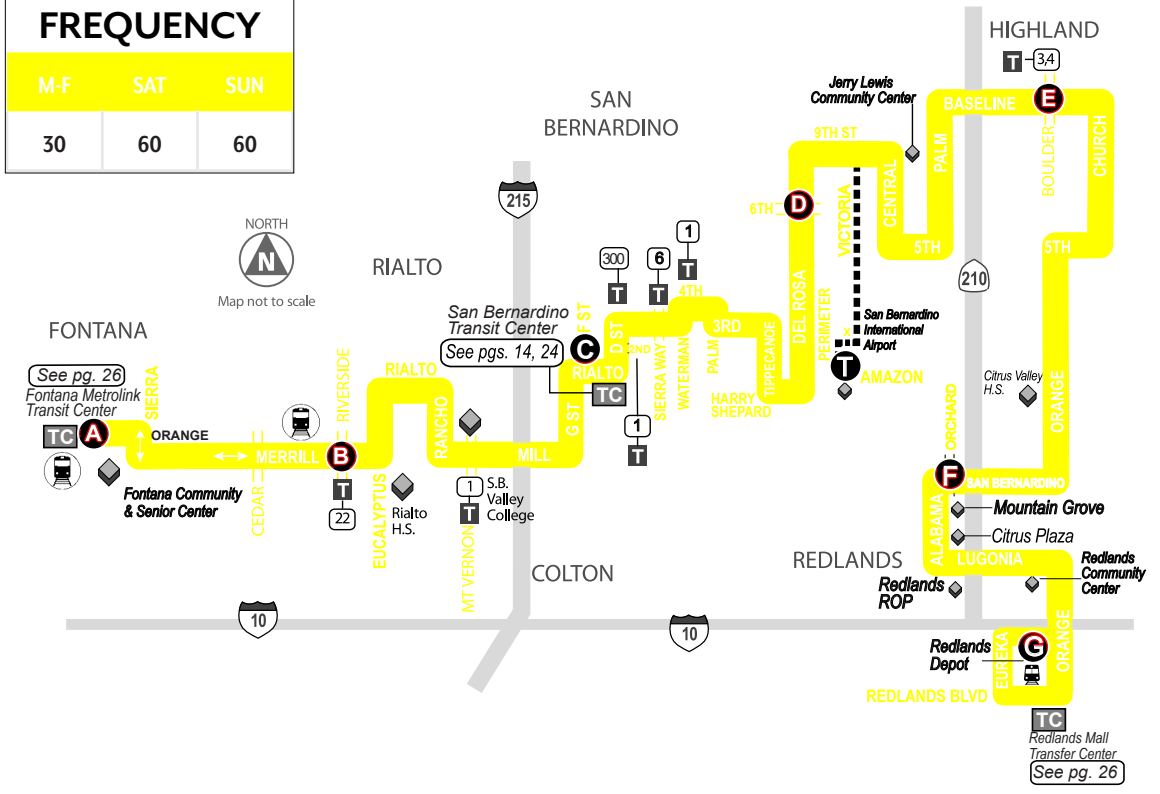 FREQUENCY
M-F SAT SUN
30 60 60
NORTH
N
Map not to scale
FONTANA
RIALTO
SAN
BERNARDINO
HIGHLAND
COLTON
REDLANDS
215
210
10
10
See pg. 26
Fontana Metrolink
Transit Center
TC
A
SIERRA
ORANGE
Fontana Community
& Senior Center
MERRILL
CEDAR
RIVERSIDE
B
T
22
EUCALYPTUS
RIALTO
Rialto
H.S.
RANCHO
MT VERNON
1
T
S.B.
Valley
College
MILL
G ST
San Bernardino
Transit Center
See pgs. 14, 24
C
F ST
RIALTO
TC
D ST
300
T
2ND
1
T
6
T
SIERRA WAY
1
T
WATERMAN
4TH
PALM
3RD
TIPPECANOE
HARRY
SHEPARD
DEL ROSA
6TH
D
9TH ST
PERIMETER
VICTORIA
San Bernardino
International
Airport
X
T
AMAZON
CENTRAL
5TH
PALM
Jerry Lewis
Community Center
BASELINE
T
3,4
E
BOULDER
CHURCH
5TH
ORANGE
Citrus Valley
H.S.
ORCHARD
F
SAN BERNARDINO
Mountain Grove
Citrus Plaza
ALABAMA
LUGONIA
Redlands
ROP
Redlands
Community
Center
ORANGE
Redlands
Depot
G
EUREKA
REDLANDS BLVD
TC
Redlands Mall
Transfer Center
See pg. 26